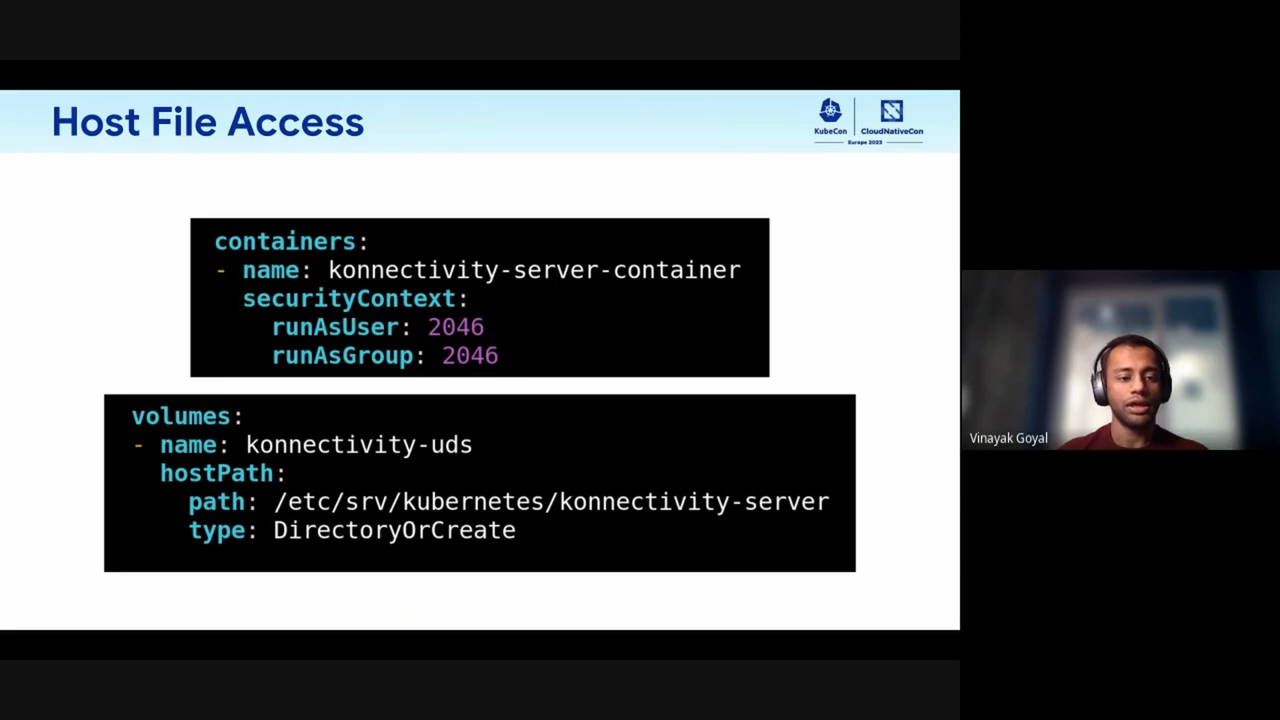 Host File Access
KubeCon
CloudNativeCon
Europe 2023
containers:
- name: konnectivity-server-container
  securityContext:
    runAsUser: 2046
    runAsGroup: 2046
volumes:
- name: konnectivity-uds
  hostPath:
    path: /etc/srv/kubernetes/konnectivity-server
    type: DirectoryOrCreate
Vinayak Goyal